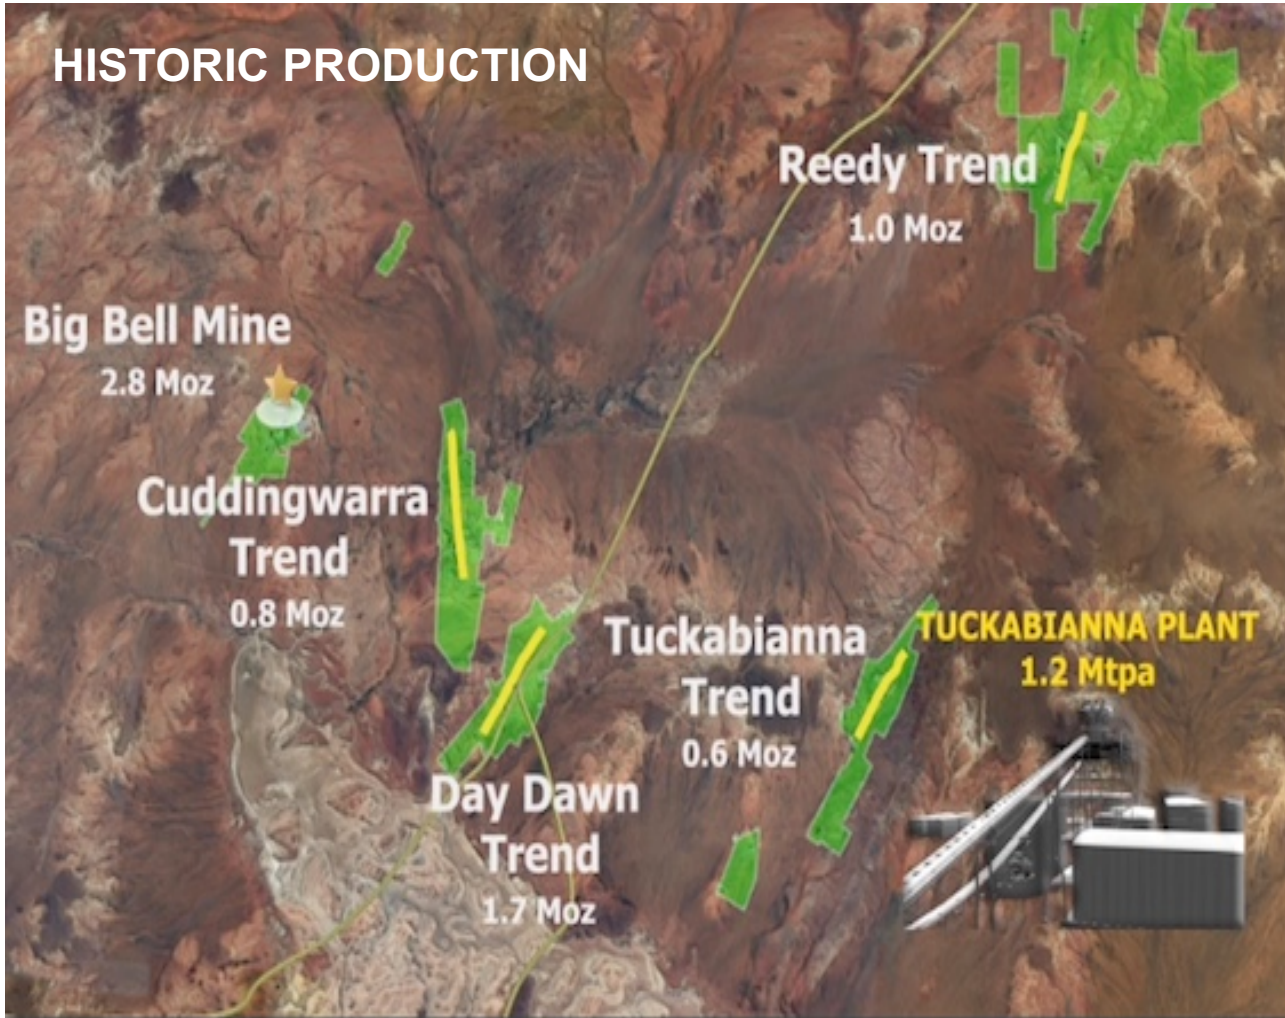 HISTORIC PRODUCTION
Reedy Trend
1.0 Moz
Big Bell Mine
2.8 Moz
Cuddingwarra
Trend
0.8 Moz
Tuckabianna
Trend
0.6 Moz
TUCKABIANNA PLANT
1.2 Mtpa
Day Dawn
Trend
1.7 Moz